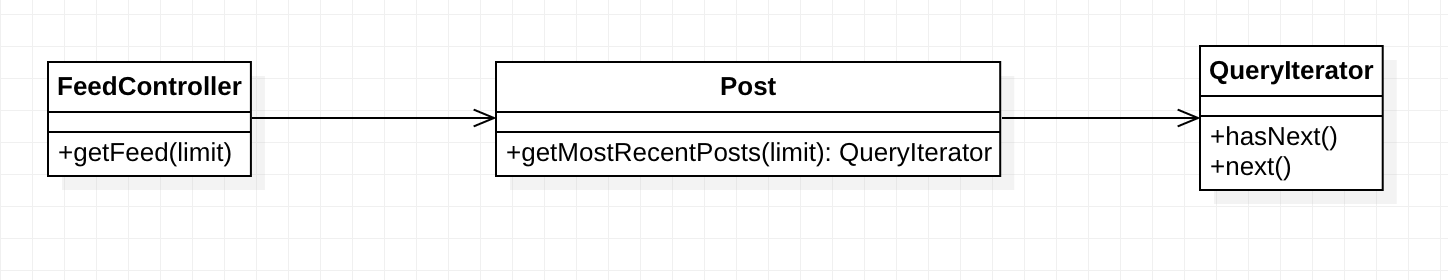 FeedController
+getFeed(limit)
Post
+getMostRecentPosts(limit): QueryIterator
QueryIterator
+hasNext()
+next()